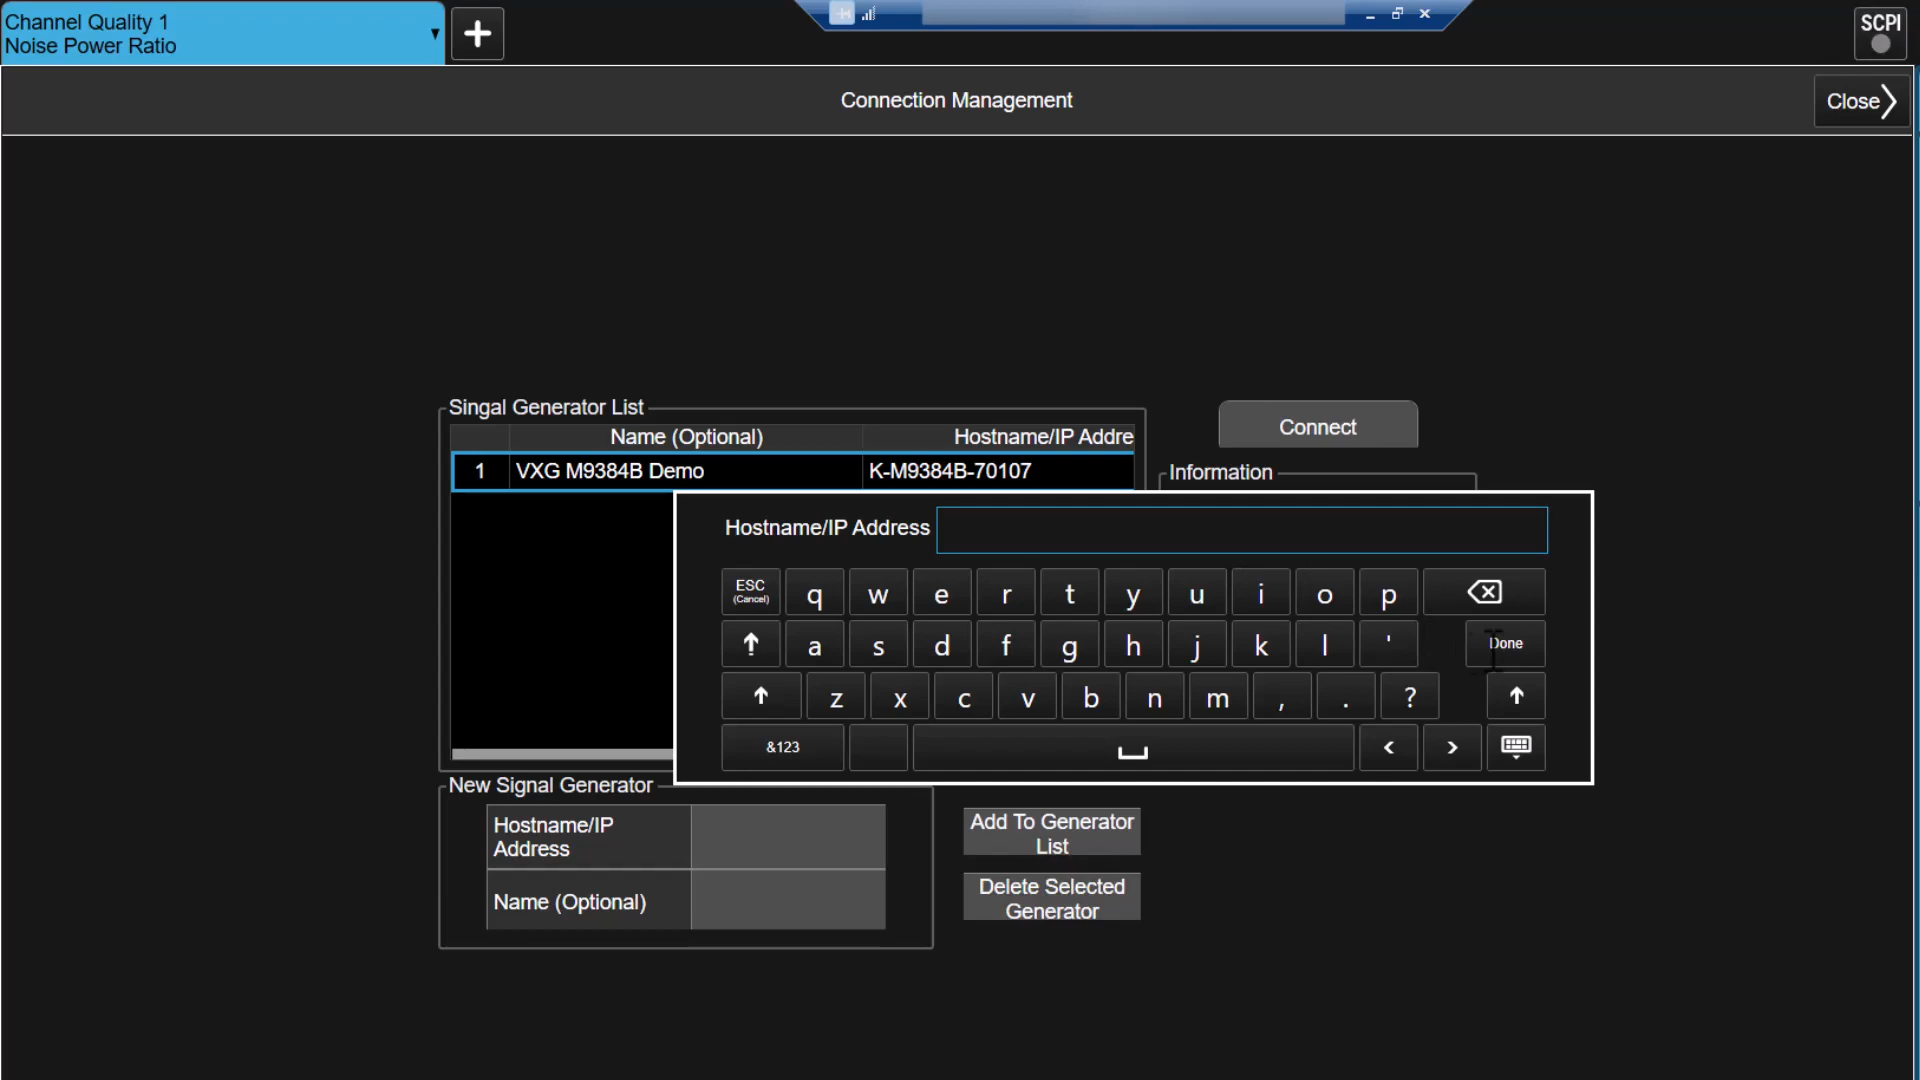 Channel Quality 1
Noise Power Ratio
SCPI
Connection Management
Close
Singal Generator List
Name (Optional) Hostname/IP Addre
1 VXG M9384B Demo K-M9384B-70107
Connect
Information
Hostname/IP Address
ESC q w e r t y u i o p
(Cancel)
a s d f g h j k l ' Done
z x c v b n m , . ?
&123 < >
New Signal Generator
Hostname/IP
Address
Name (Optional)
Add To Generator
List
Delete Selected
Generator